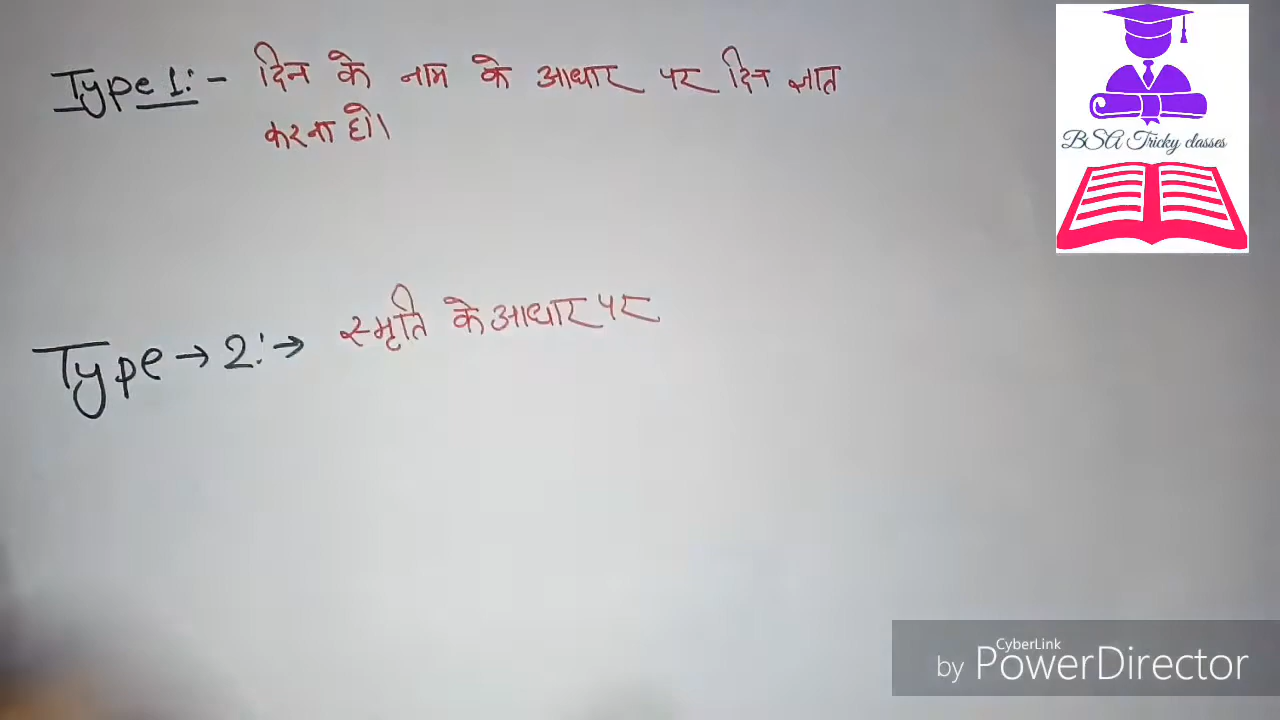 Type 1:- दिन के नाम के आधार पर दिन ज्ञात
करना हो।
BSA Tricky classes
Type → 2:→ स्मृति के आधार पर
CyberLink
by PowerDirector